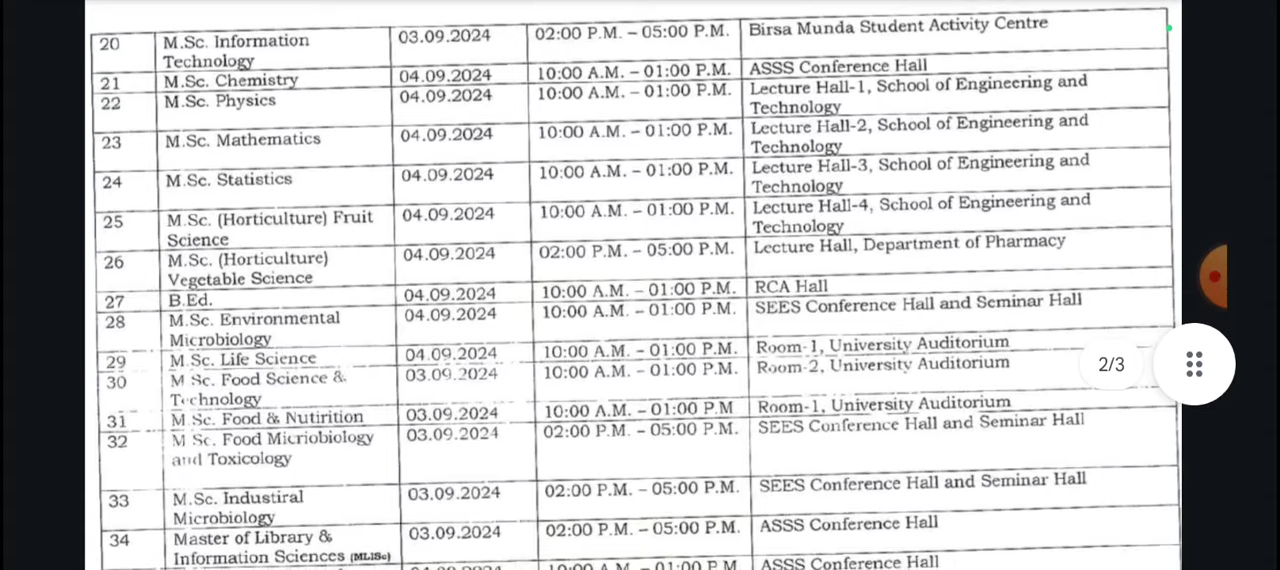 20 M.Sc. Information Technology 03.09.2024 02:00 P.M. – 05:00 P.M. Birsa Munda Student Activity Centre
21 M.Sc. Chemistry 04.09.2024 10:00 A.M. – 01:00 P.M. ASSS Conference Hall
22 M.Sc. Physics 04.09.2024 10:00 A.M. – 01:00 P.M. Lecture Hall-1, School of Engineering and Technology
23 M.Sc. Mathematics 04.09.2024 10:00 A.M. – 01:00 P.M. Lecture Hall-2, School of Engineering and Technology
24 M.Sc. Statistics 04.09.2024 10:00 A.M. – 01:00 P.M. Lecture Hall-3, School of Engineering and Technology
25 M.Sc. (Horticulture) Fruit Science 04.09.2024 10:00 A.M. – 01:00 P.M. Lecture Hall-4, School of Engineering and Technology
26 M.Sc. (Horticulture) Vegetable Science 04.09.2024 02:00 P.M. – 05:00 P.M. Lecture Hall, Department of Pharmacy
27 B.Ed. 04.09.2024 10:00 A.M. – 01:00 P.M. RCA Hall
28 M.Sc. Environmental Microbiology 04.09.2024 10:00 A.M. – 01:00 P.M. SEES Conference Hall and Seminar Hall
29 M.Sc. Life Science 04.09.2024 10:00 A.M. – 01:00 P.M. Room-1, University Auditorium
30 M.Sc. Food Science & Technology 03.09.2024 10:00 A.M. – 01:00 P.M. Room-2, University Auditorium
31 M.Sc. Food & Nutrition 03.09.2024 10:00 A.M. – 01:00 P.M Room-1, University Auditorium
32 M.Sc. Food Micriobiology and Toxicology 03.09.2024 02:00 P.M. – 05:00 P.M. SEES Conference Hall and Seminar Hall
33 M.Sc. Industiral Microbiology 03.09.2024 02:00 P.M. – 05:00 P.M. SEES Conference Hall and Seminar Hall
34 Master of Library & Information Sciences (MLISc) 03.09.2024 02:00 P.M. – 05:00 P.M. ASSS Conference Hall
ASSS Conference Hall
2/3